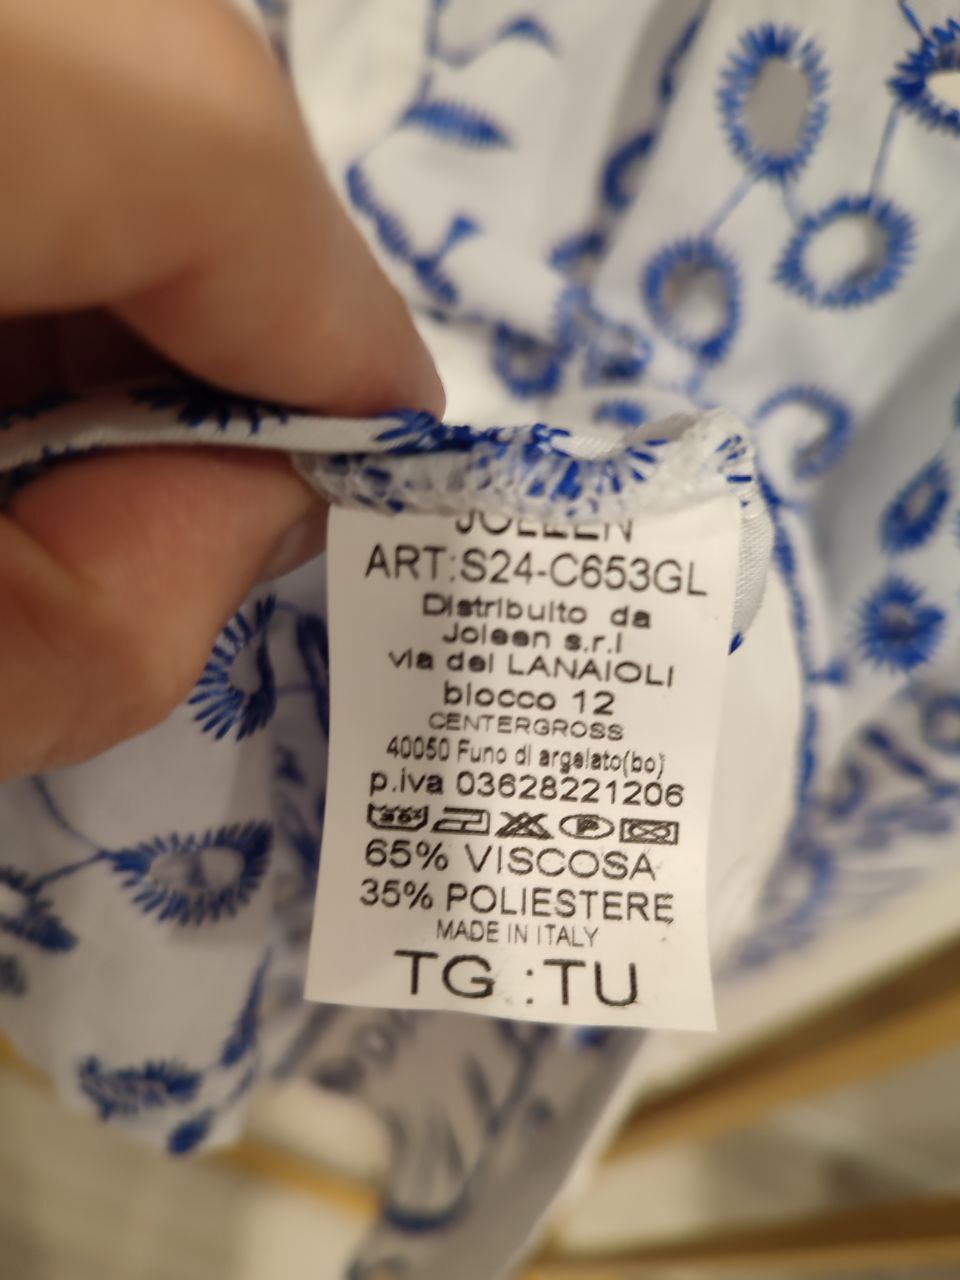 JOLEEN
ART:S24-C653GL
Distribuito da
Joleen s.r.l
via dei LANAIOLI
blocco 12
CENTERGROSS
40050 Funo di argelato(bo)
p.iva 03628221206
65% VISCOSA
35% POLIESTERE
MADE IN ITALY
TG :TU